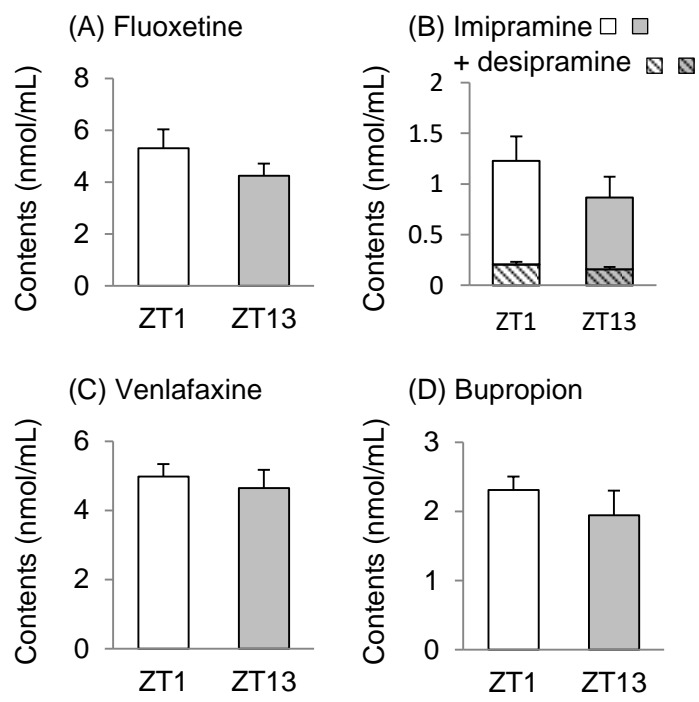 (A) Fluoxetine
Contents (nmol/mL)
8
6
4
2
0
ZT1 ZT13
(B) Imipramine
+ desipramine
Contents (nmol/mL)
2
1.5
1
0.5
0
ZT1 ZT13
(C) Venlafaxine
Contents (nmol/mL)
6
4
2
0
ZT1 ZT13
(D) Bupropion
Contents (nmol/mL)
3
2
1
0
ZT1 ZT13